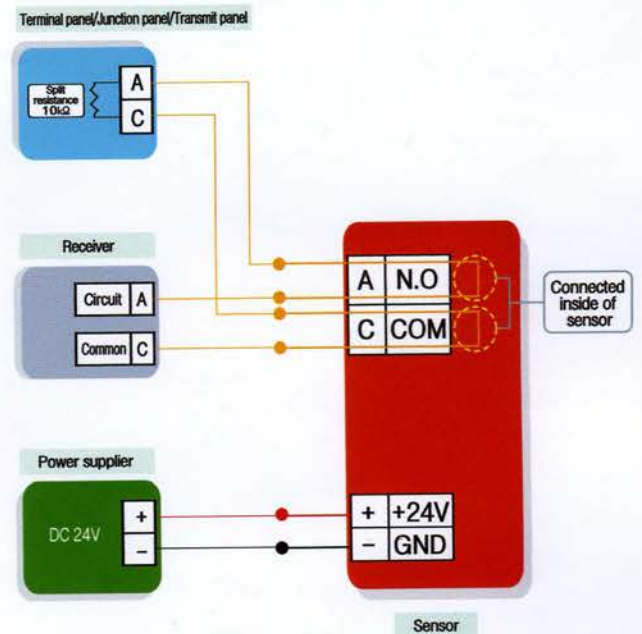 Terminal panel/Junction panel/Transmit panel
Split
resistance
10kΩ
A
C
Receiver
Circuit A
Common C
A N.O
C COM
Connected
inside of
sensor
Power supplier
DC 24V
+
−
+ +24V
− GND
Sensor